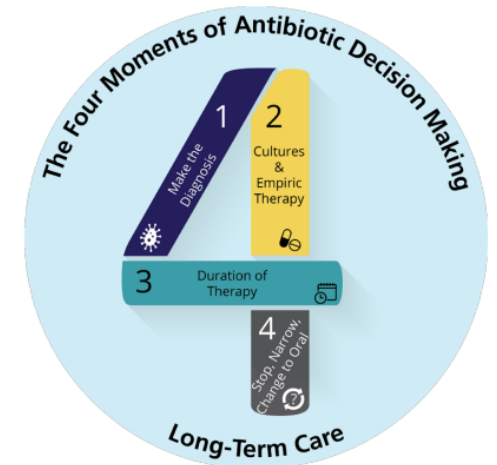 The Four Moments of Antibiotic Decision Making
1
Make the
Diagnosis
2
Cultures
&
Empiric
Therapy
3
Duration of
Therapy
4
Stop, Narrow,
Change to Oral
?
Long-Term Care